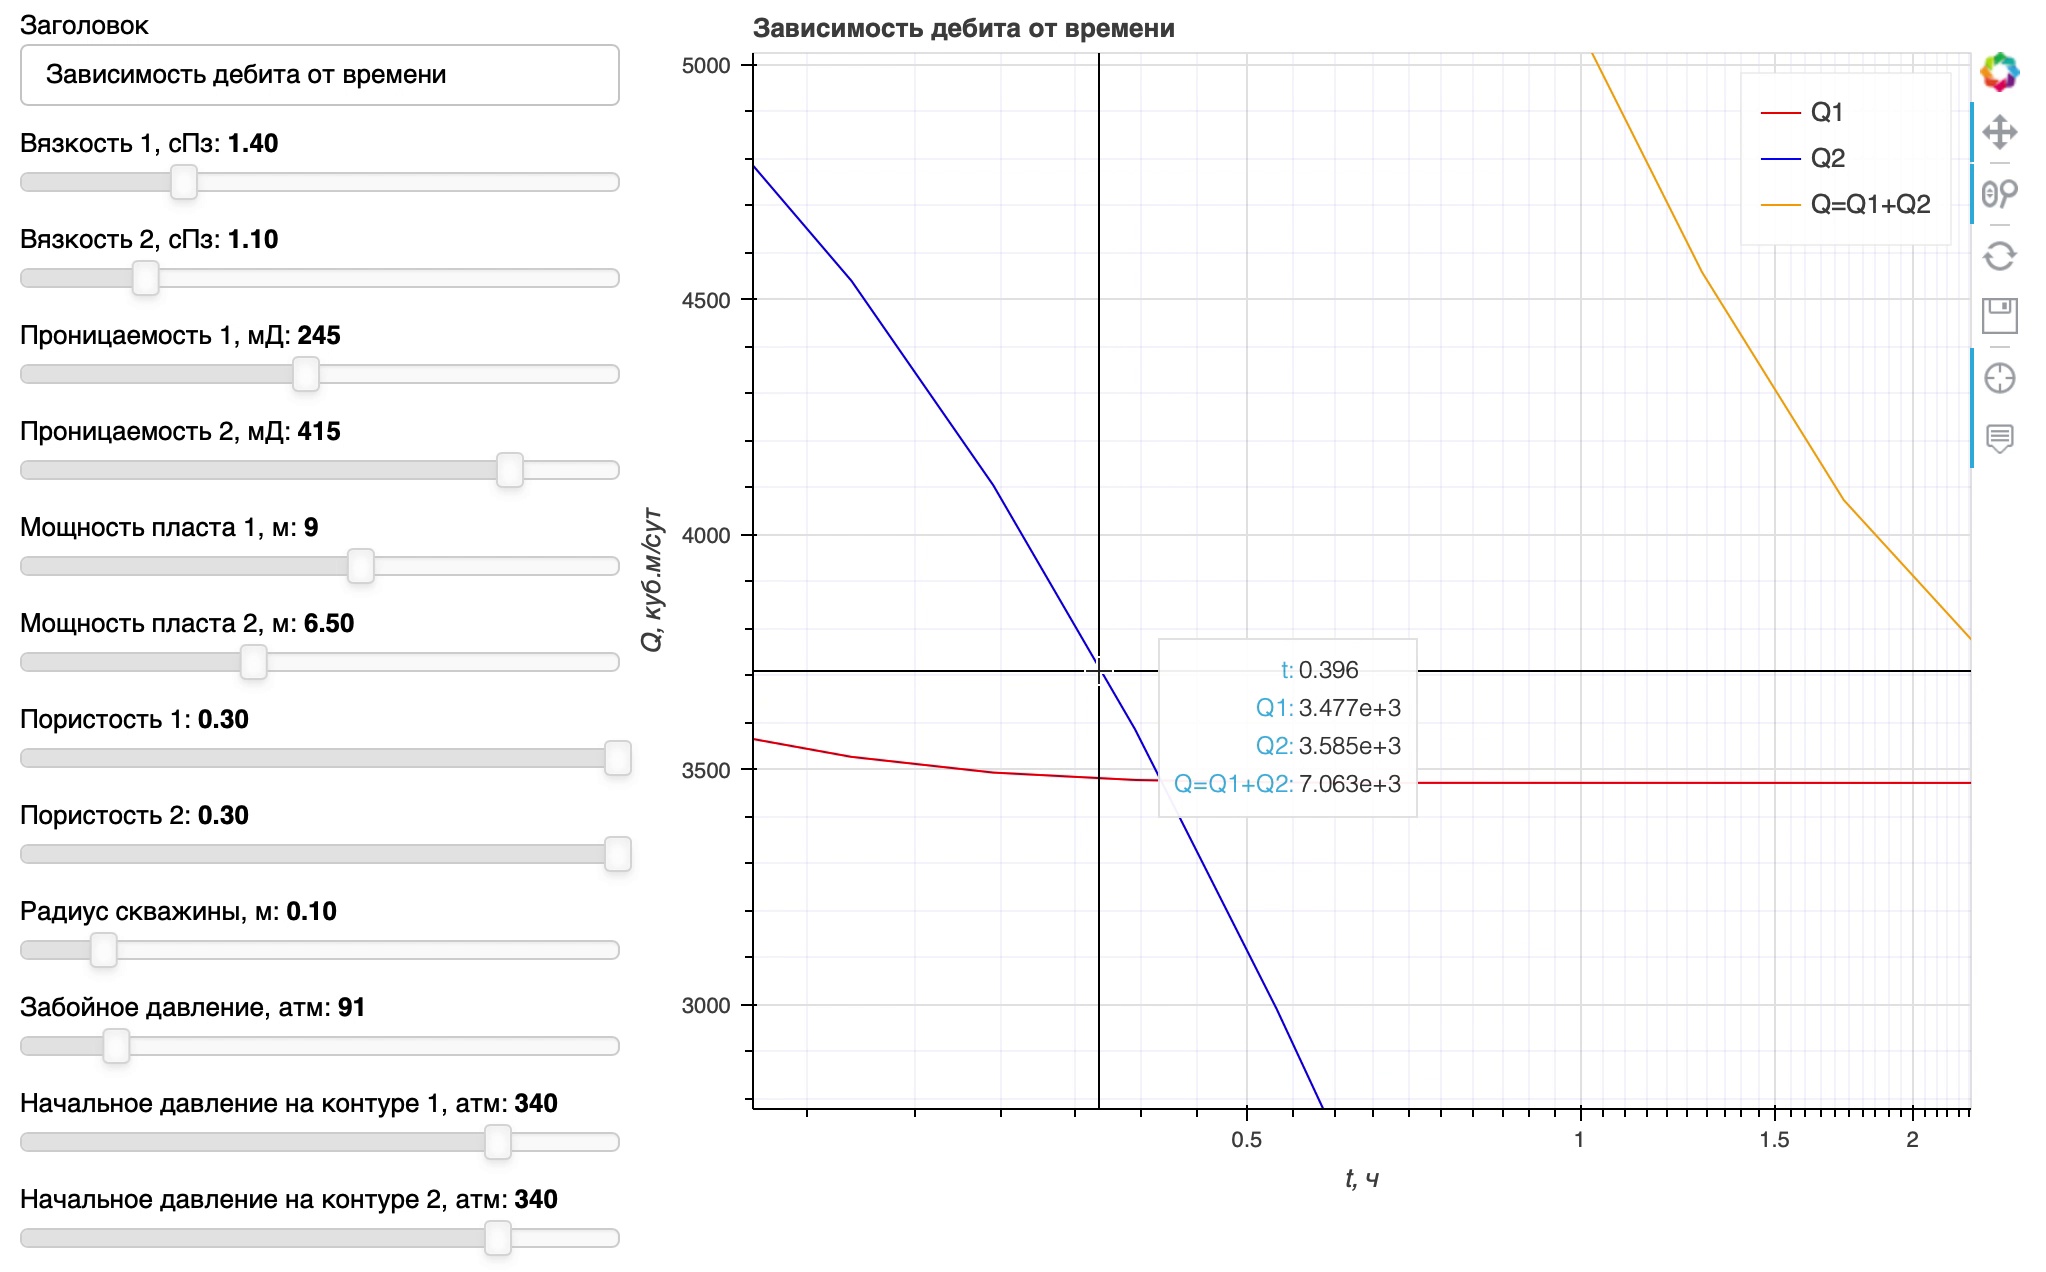 Заголовок
Зависимость дебита от времени
Вязкость 1, сПз: 1.40
Вязкость 2, сПз: 1.10
Проницаемость 1, мД: 245
Проницаемость 2, мД: 415
Мощность пласта 1, м: 9
Мощность пласта 2, м: 6.50
Пористость 1: 0.30
Пористость 2: 0.30
Радиус скважины, м: 0.10
Забойное давление, атм: 91
Начальное давление на контуре 1, атм: 340
Начальное давление на контуре 2, атм: 340
Зависимость дебита от времени
Q, куб.м/сут
5000
4500
4000
3500
3000
Q1
Q2
Q=Q1+Q2
t: 0.396
Q1: 3.477e+3
Q2: 3.585e+3
Q=Q1+Q2: 7.063e+3
0.5 1 1.5 2
t, ч